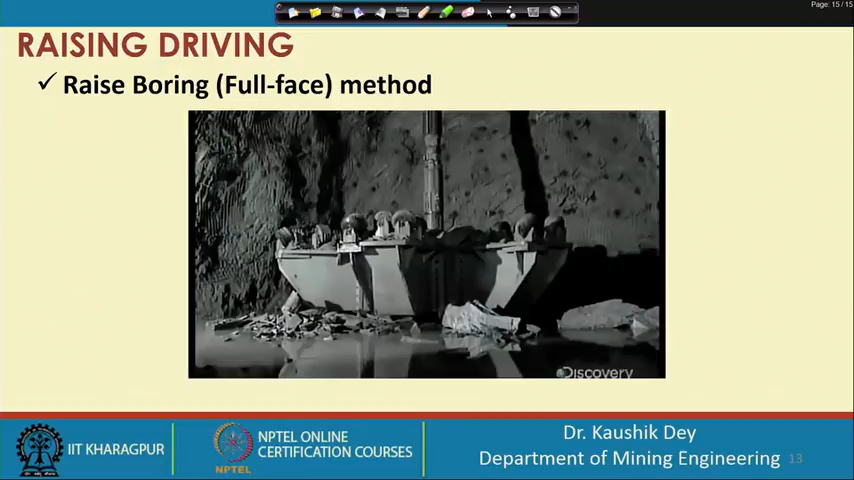 Page: 15 / 15
RAISING DRIVING
✓ Raise Boring (Full-face) method
Discovery
IIT KHARAGPUR
NPTEL
NPTEL ONLINE
CERTIFICATION COURSES
Dr. Kaushik Dey
Department of Mining Engineering
13